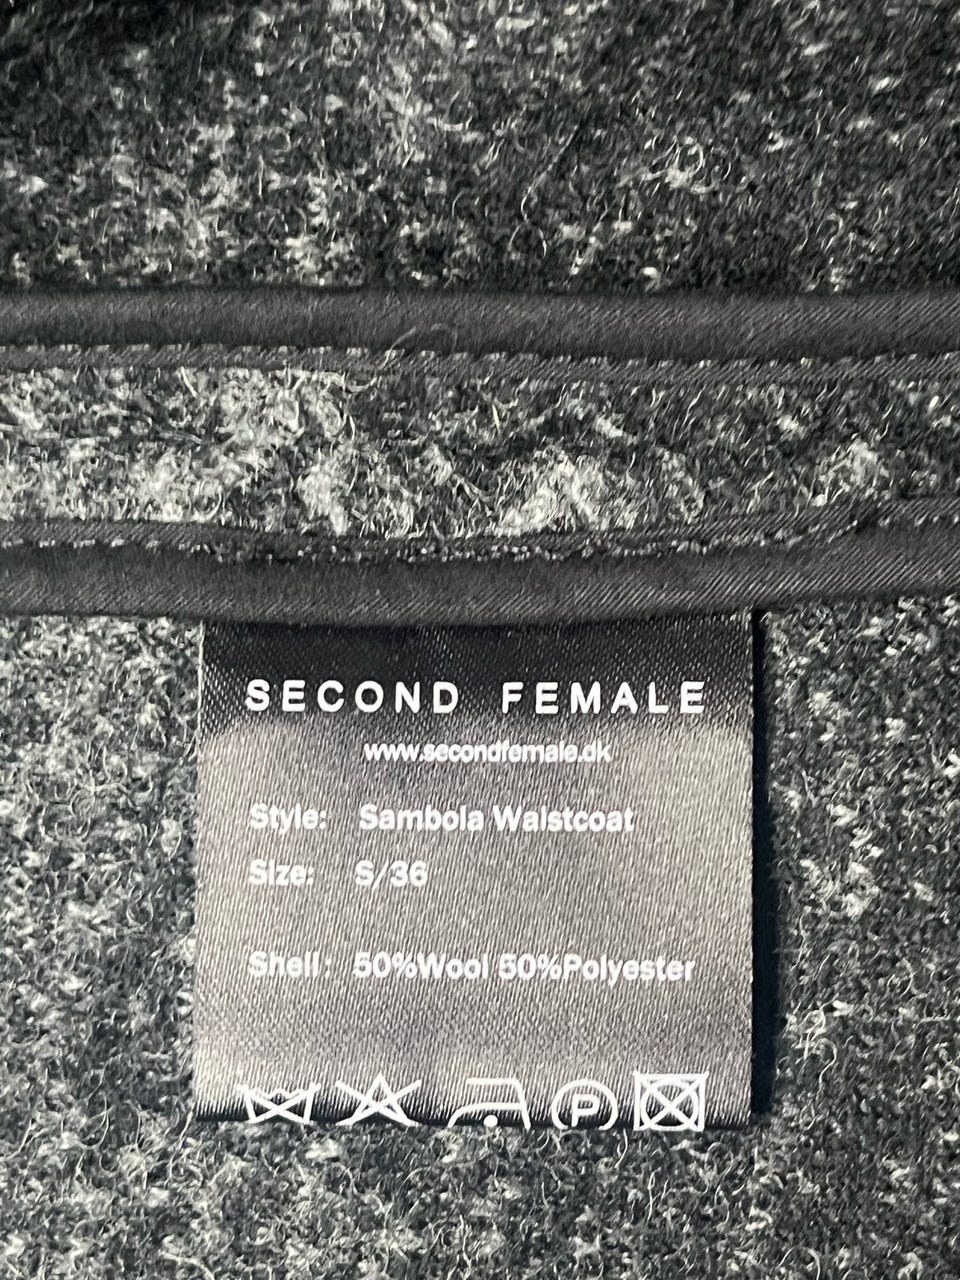 SECOND FEMALE
www.secondfemale.dk
Style: Sambola Waistcoat
Size: S/36
Shell: 50%Wool 50%Polyester
P